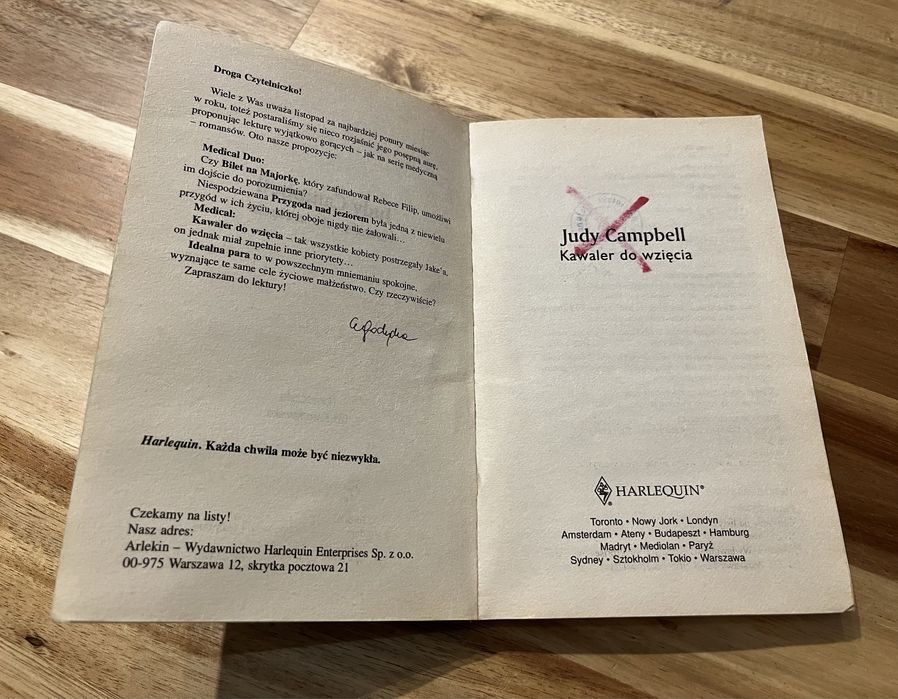 Droga Czytelniczko!
Wiele z Was uważa listopad za najbardziej ponury miesiąc
w roku, toteż postaraliśmy się nieco rozjaśnić jego posępną aurę,
proponując lekturę wyjątkowo gorących – jak na serię medyczną
– romansów. Oto nasze propozycje:
Medical Duo:
Czy Bilet na Majorkę, który zafundował Rebece Filip, umożliwi
im dojście do porozumienia?
Niespodziewana Przygoda nad jeziorem była jedną z niewielu
przygód w ich życiu, której oboje nigdy nie żałowali...
Medical:
Kawaler do wzięcia – tak wszystkie kobiety postrzegały Jake'a,
on jednak miał zupełnie inne priorytety...
Idealna para to w powszechnym mniemaniu spokojne,
wyznające te same cele życiowe małżeństwo. Czy rzeczywiście?
Zapraszam do lektury!
Harlequin. Każda chwila może być niezwykła.
Czekamy na listy!
Nasz adres:
Arlekin – Wydawnictwo Harlequin Enterprises Sp. z o.o.
00-975 Warszawa 12, skrytka pocztowa 21
Judy Campbell
Kawaler do wzięcia
HARLEQUIN®
Toronto • Nowy Jork • Londyn
Amsterdam • Ateny • Budapeszt • Hamburg
Madryt • Mediolan • Paryż
Sydney • Sztokholm • Tokio • Warszawa